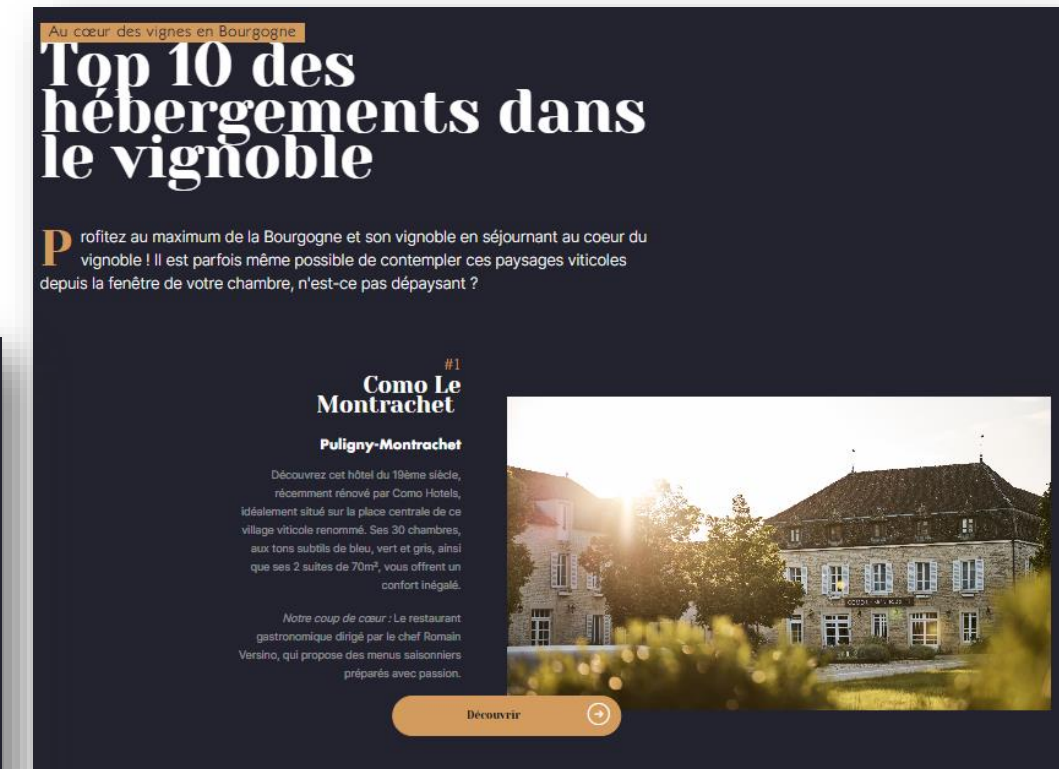 Au cœur des vignes en Bourgogne
Top 10 des
hébergements dans
le vignoble
Profitez au maximum de la Bourgogne et son vignoble en séjournant au coeur du
vignoble ! Il est parfois même possible de contempler ces paysages viticoles
depuis la fenêtre de votre chambre, n'est-ce pas dépaysant ?
#1
Como Le
Montrachet
Puligny-Montrachet
Découvrez cet hôtel du 19ème siècle,
récemment rénové par Como Hotels,
idéalement situé sur la place centrale de ce
village viticole renommé. Ses 30 chambres,
aux tons subtils de bleu, vert et gris, ainsi
que ses 2 suites de 70m², vous offrent un
confort inégalé.
Notre coup de cœur : Le restaurant
gastronomique dirigé par le chef Romain
Versino, qui propose des menus saisonniers
préparés avec passion.
Découvrir